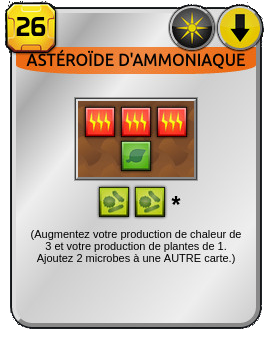 26
ASTÉROÏDE D'AMMONIAQUE
*
(Augmentez votre production de chaleur de
3 et votre production de plantes de 1.
Ajoutez 2 microbes à une AUTRE carte.)